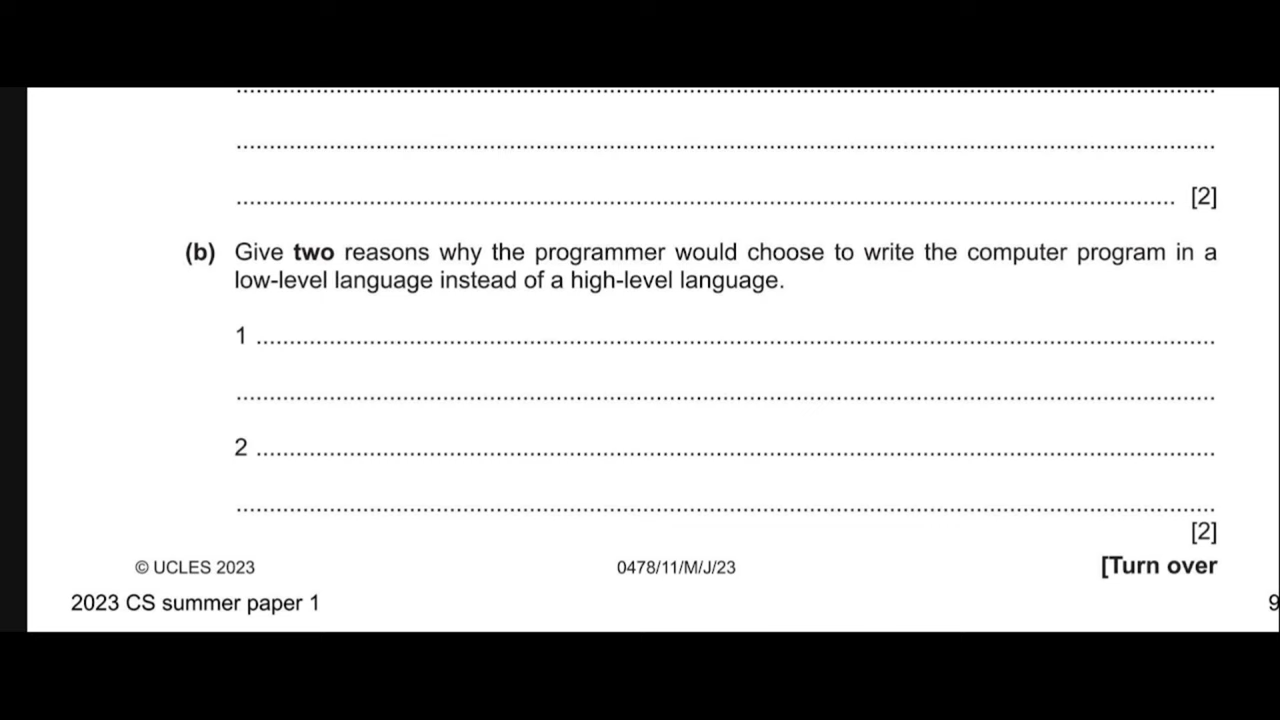 [2]
(b) Give two reasons why the programmer would choose to write the computer program in a
low-level language instead of a high-level language.
1
2
[2]
© UCLES 2023 0478/11/M/J/23 [Turn over
2023 CS summer paper 1 9